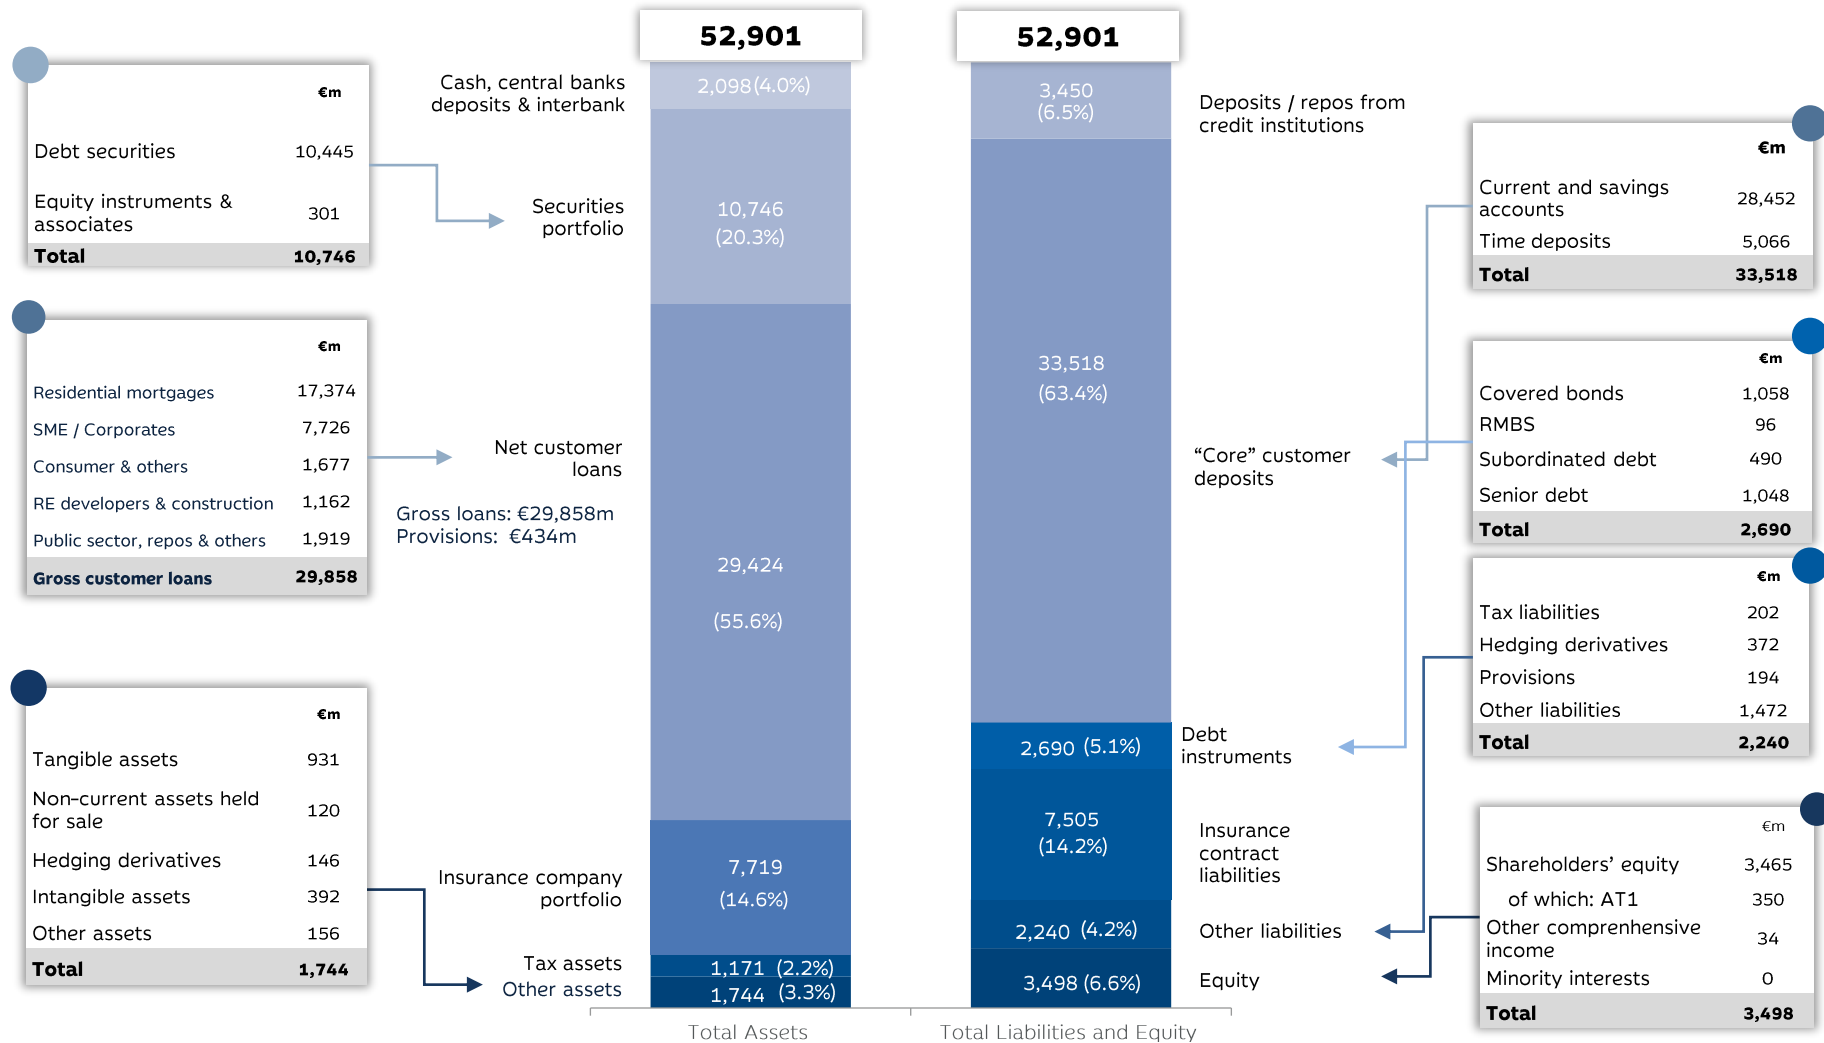 52,901
52,901
€m
Debt securities 10,445
Equity instruments &
associates 301
Total 10,746
€m
Residential mortgages 17,374
SME / Corporates 7,726
Consumer & others 1,677
RE developers & construction 1,162
Public sector, repos & others 1,919
Gross customer loans 29,858
€m
Tangible assets 931
Non-current assets held
for sale 120
Hedging derivatives 146
Intangible assets 392
Other assets 156
Total 1,744
Cash, central banks
deposits & interbank
Securities
portfolio
Net customer
loans
Gross loans: €29,858m
Provisions: €434m
Insurance company
portfolio
Tax assets
Other assets
2,098 (4.0%)
10,746
(20.3%)
29,424
(55.6%)
7,719
(14.6%)
1,171 (2.2%)
1,744 (3.3%)
Total Assets
3,450
(6.5%)
33,518
(63.4%)
2,690 (5.1%)
7,505
(14.2%)
2,240 (4.2%)
3,498 (6.6%)
Total Liabilities and Equity
Deposits / repos from
credit institutions
“Core” customer
deposits
Debt
instruments
Insurance
contract
liabilities
Other liabilities
Equity
€m
Current and savings
accounts 28,452
Time deposits 5,066
Total 33,518
€m
Covered bonds 1,058
RMBS 96
Subordinated debt 490
Senior debt 1,048
Total 2,690
€m
Tax liabilities 202
Hedging derivatives 372
Provisions 194
Other liabilities 1,472
Total 2,240
€m
Shareholders’ equity 3,465
of which: AT1 350
Other comprenhensive
income 34
Minority interests 0
Total 3,498